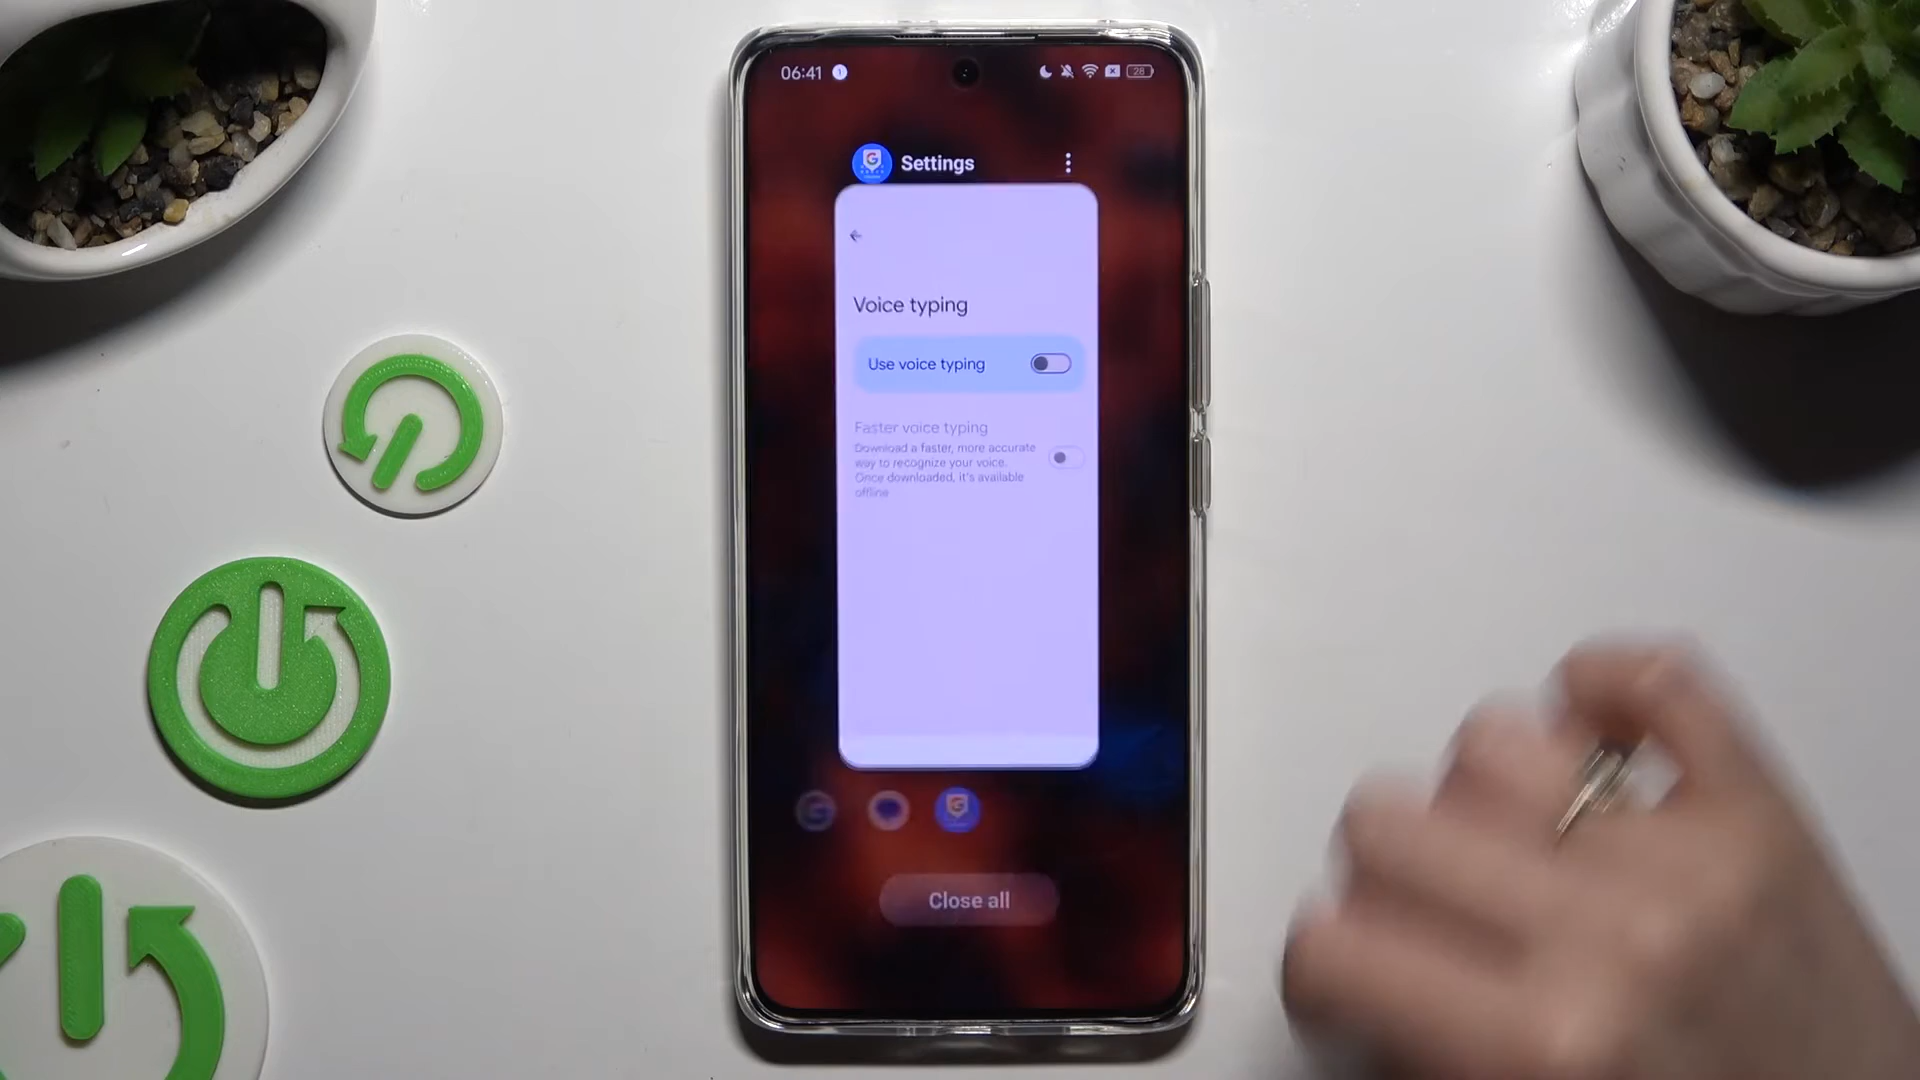 06:41
28
Settings
Voice typing
Use voice typing
Faster voice typing
Download a faster, more accurate
way to recognize your voice.
Once downloaded, it's available
offline
Close all